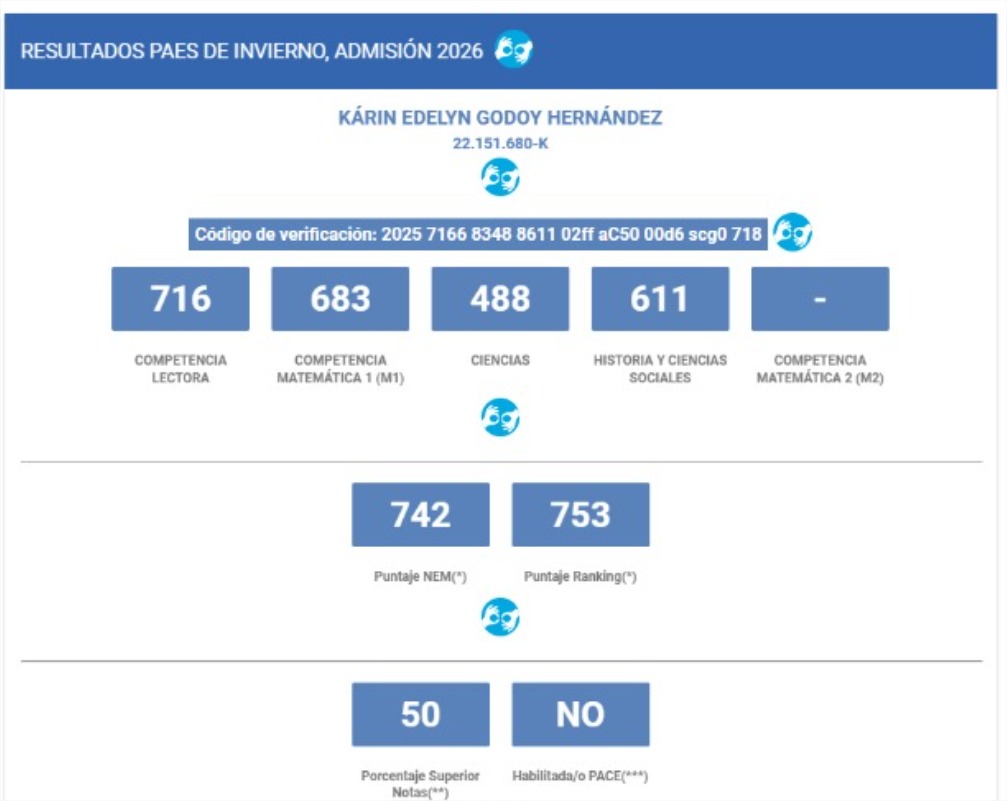 RESULTADOS PAES DE INVIERNO, ADMISIÓN 2026
KÁRIN EDELYN GODOY HERNÁNDEZ
22.151.680-K
Código de verificación: 2025 7166 8348 8611 02ff aC50 00d6 scg0 718
716 683 488 611 -
COMPETENCIA COMPETENCIA CIENCIAS HISTORIA Y CIENCIAS COMPETENCIA
LECTORA MATEMÁTICA 1 (M1) SOCIALES MATEMÁTICA 2 (M2)
742 753
Puntaje NEM(*) Puntaje Ranking(*)
50 NO
Porcentaje Superior Habilitada/o PACE(***)
Notas(**)